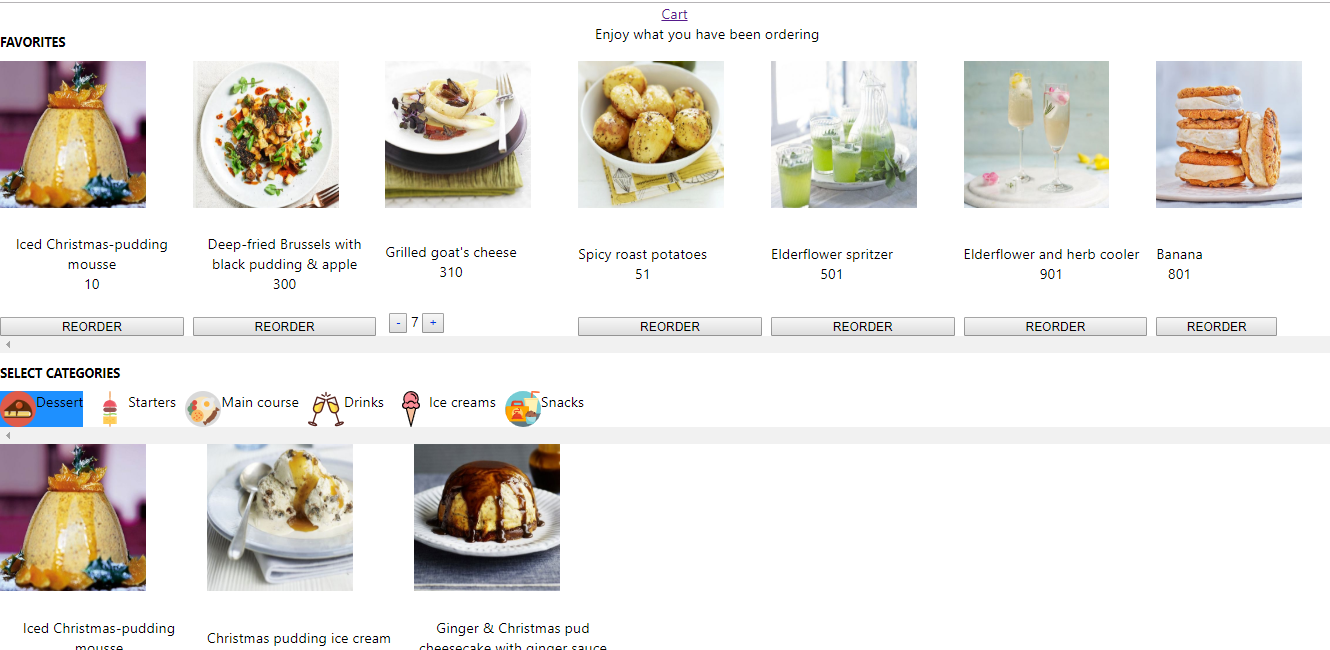 Cart
Enjoy what you have been ordering
FAVORITES
Iced Christmas-pudding
mousse
10
Deep-fried Brussels with
black pudding & apple
300
Grilled goat's cheese
310
Spicy roast potatoes
51
Elderflower spritzer
501
Elderflower and herb cooler
901
Banana
801
REORDER
REORDER
- 7 +
REORDER
REORDER
REORDER
REORDER
SELECT CATEGORIES
Dessert
Starters
Main course
Drinks
Ice creams
Snacks
Iced Christmas-pudding
mousse
Christmas pudding ice cream
Ginger & Christmas pud
cheesecake with ginger sauce